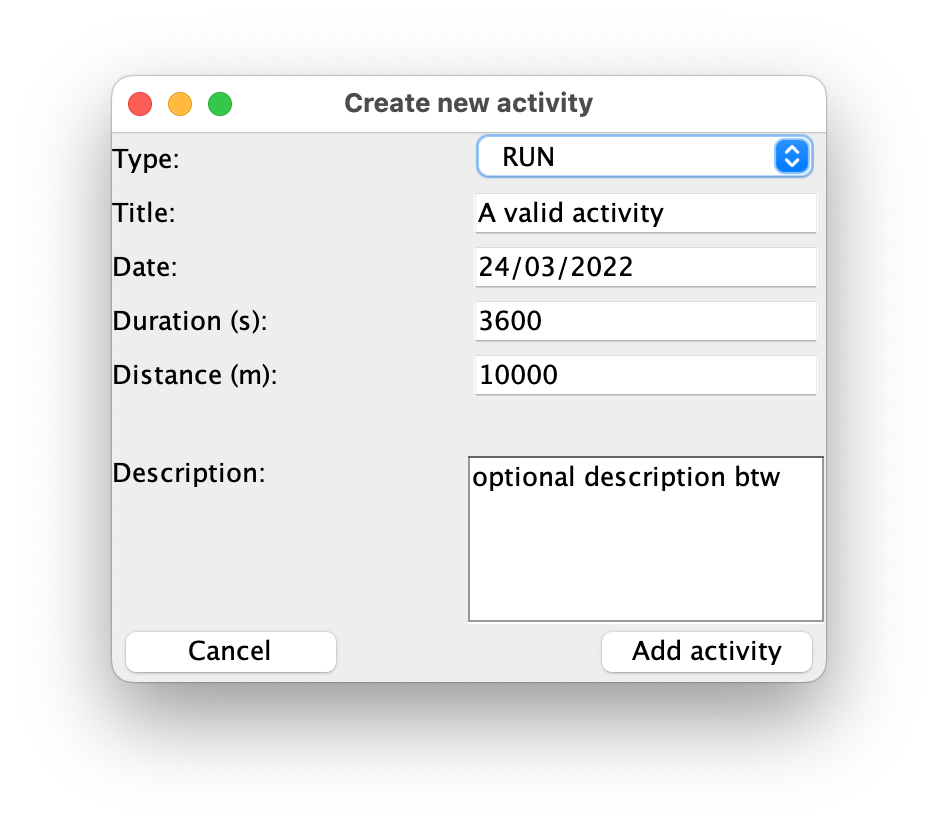 Create new activity
Type: RUN
Title: A valid activity
Date: 24/03/2022
Duration (s): 3600
Distance (m): 10000
Description: optional description btw
Cancel Add activity